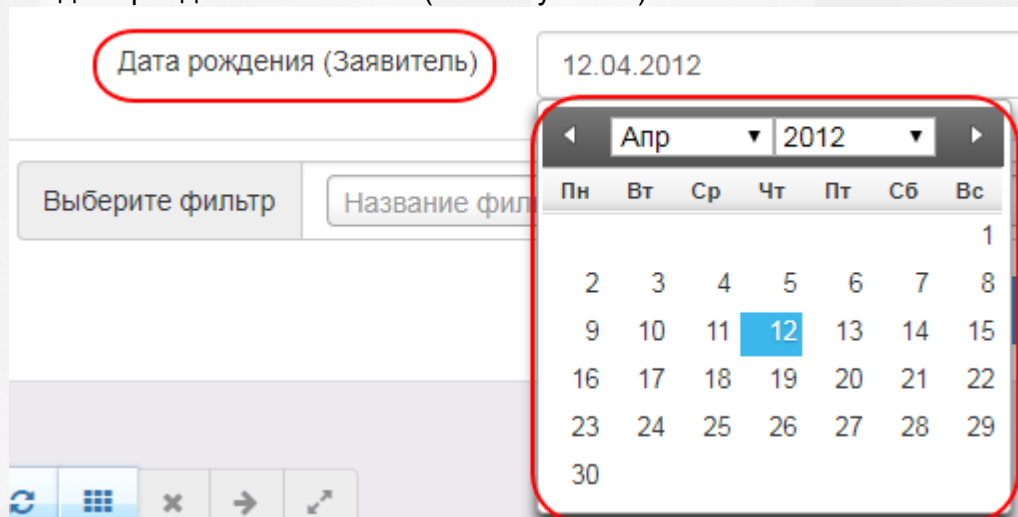 Дата рождения (Заявитель)
12.04.2012
Апр 2012
Пн Вт Ср Чт Пт Сб Вс
1
2 3 4 5 6 7 8
Выберите фильтр
Название
9 10 11 12 13 14 15
16 17 18 19 20 21 22
23 24 25 26 27 28 29
30